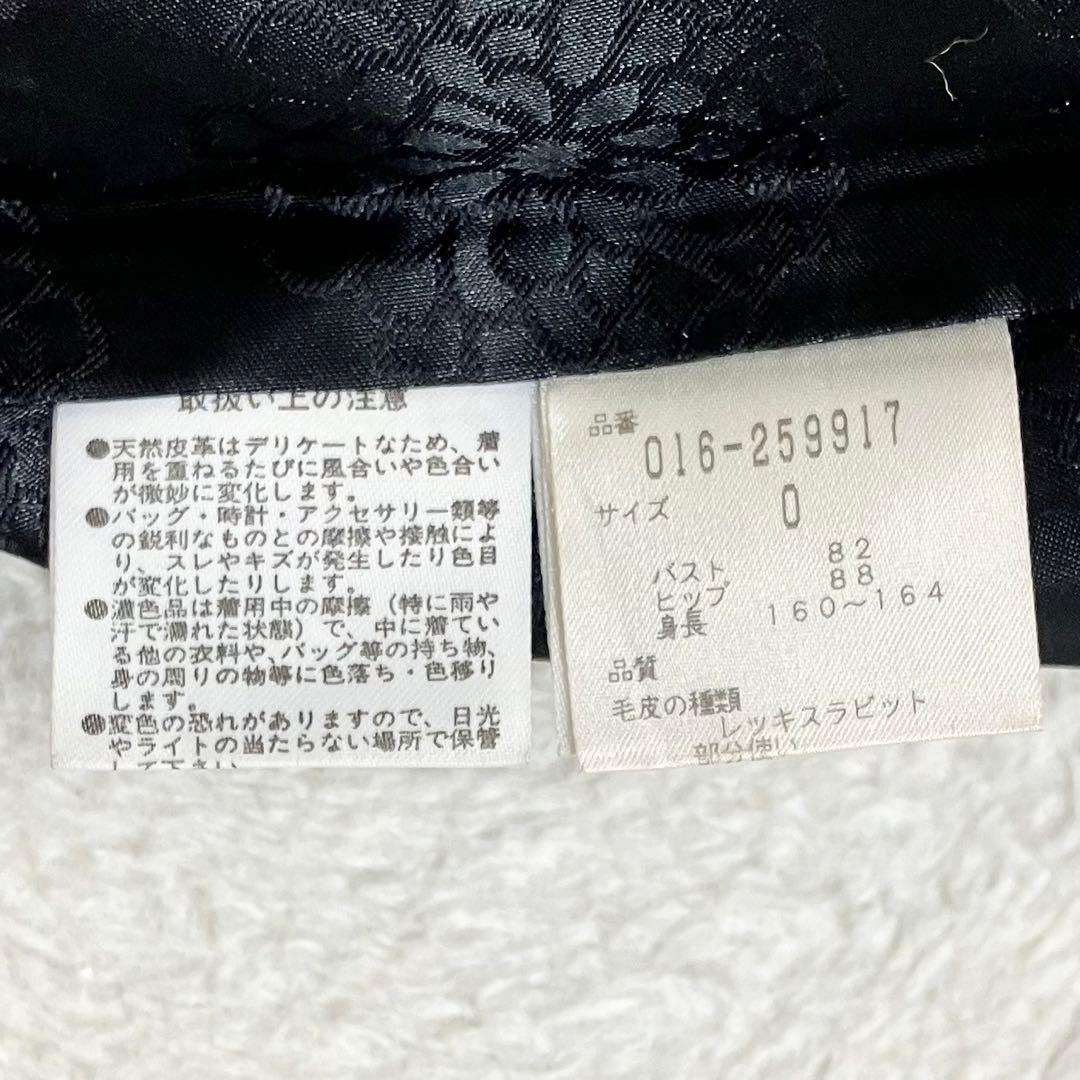 取扱い上の注意
●天然皮革はデリケートなため、着
用を重ねるたびに風合いや色合い
が微妙に変化します。
●バッグ・時計・アクセサリー類等
の鋭利なものとの摩擦や接触によ
り、スレやキズが発生したり色目
が変化したりします。
●濃色品は着用中の摩擦（特に雨や
汗で濡れた状態）で、中に着てい
る他の衣料や、バッグ等の持ち物、
身の周りの物等に色落ち・色移り
します。
●変色の恐れがありますので、日光
やライトの当たらない場所で保管
して下さい。
品番 016-259917
サイズ 0
バスト 82
ヒップ 88
身長 160～164
品質
毛皮の種類
レッキスラビット
部分使い